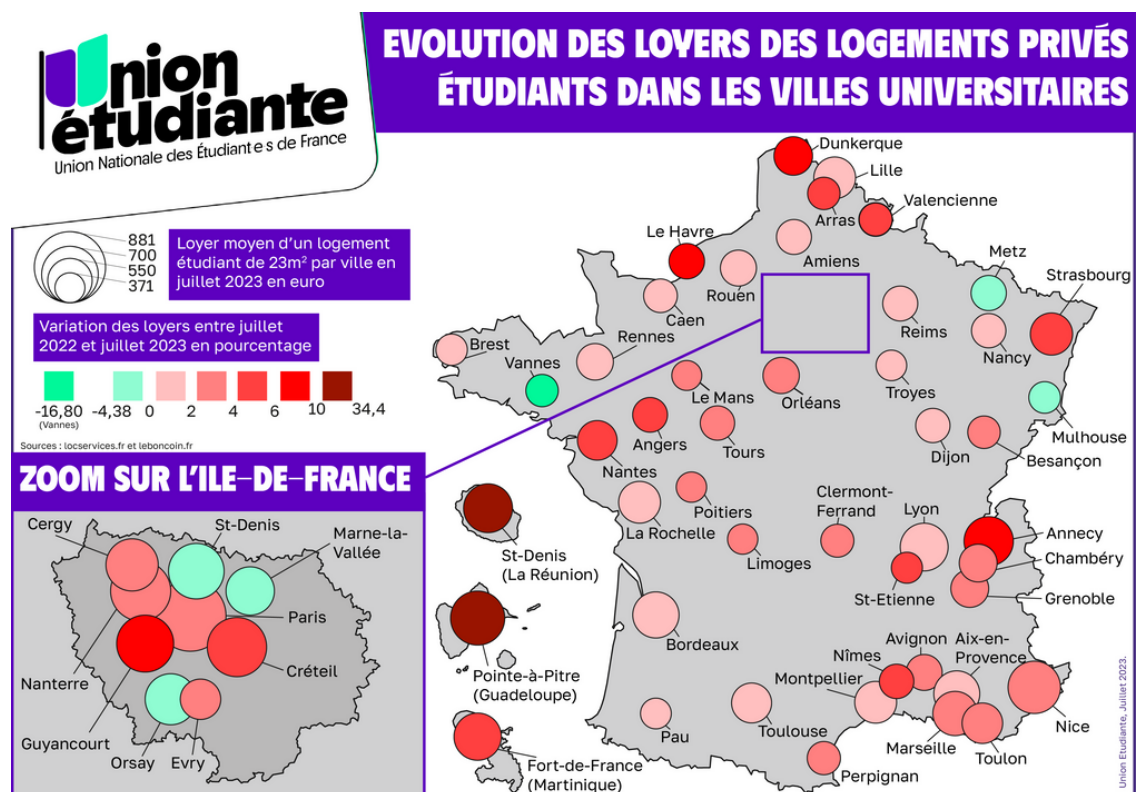 Union
étudiante
Union Nationale des Étudiant·e·s de France
EVOLUTION DES LOYERS DES LOGEMENTS PRIVÉS
ÉTUDIANTS DANS LES VILLES UNIVERSITAIRES
881
700
550
371
Loyer moyen d'un logement
étudiant de 23m² par ville en
juillet 2023 en euro
Variation des loyers entre juillet
2022 et juillet 2023 en pourcentage
-16,80 -4,38 0 2 4 6 10 34,4
(Vannes)
Sources : locservices.fr et leboncoin.fr
ZOOM SUR L'ILE-DE-FRANCE
Cergy
St-Denis
Marne-la-
Vallée
Paris
Créteil
Nanterre
Guyancourt
Orsay
Evry
Dunkerque
Lille
Arras
Valencienne
Le Havre
Amiens
Rouen
Caen
Metz
Strasbourg
Reims
Nancy
Brest
Vannes
Rennes
Le Mans
Orléans
Troyes
Mulhouse
Angers
Tours
Dijon
Besançon
Nantes
La Rochelle
Poitiers
Clermont-
Ferrand
Lyon
Annecy
Chambéry
Limoges
St-Etienne
Grenoble
St-Denis
(La Réunion)
Bordeaux
Pointe-à-Pitre
(Guadeloupe)
Avignon
Aix-en-
Provence
Nîmes
Montpellier
Pau
Toulouse
Marseille
Toulon
Nice
Perpignan
Fort-de-France
(Martinique)
Union Etudiante, Juillet 2023.